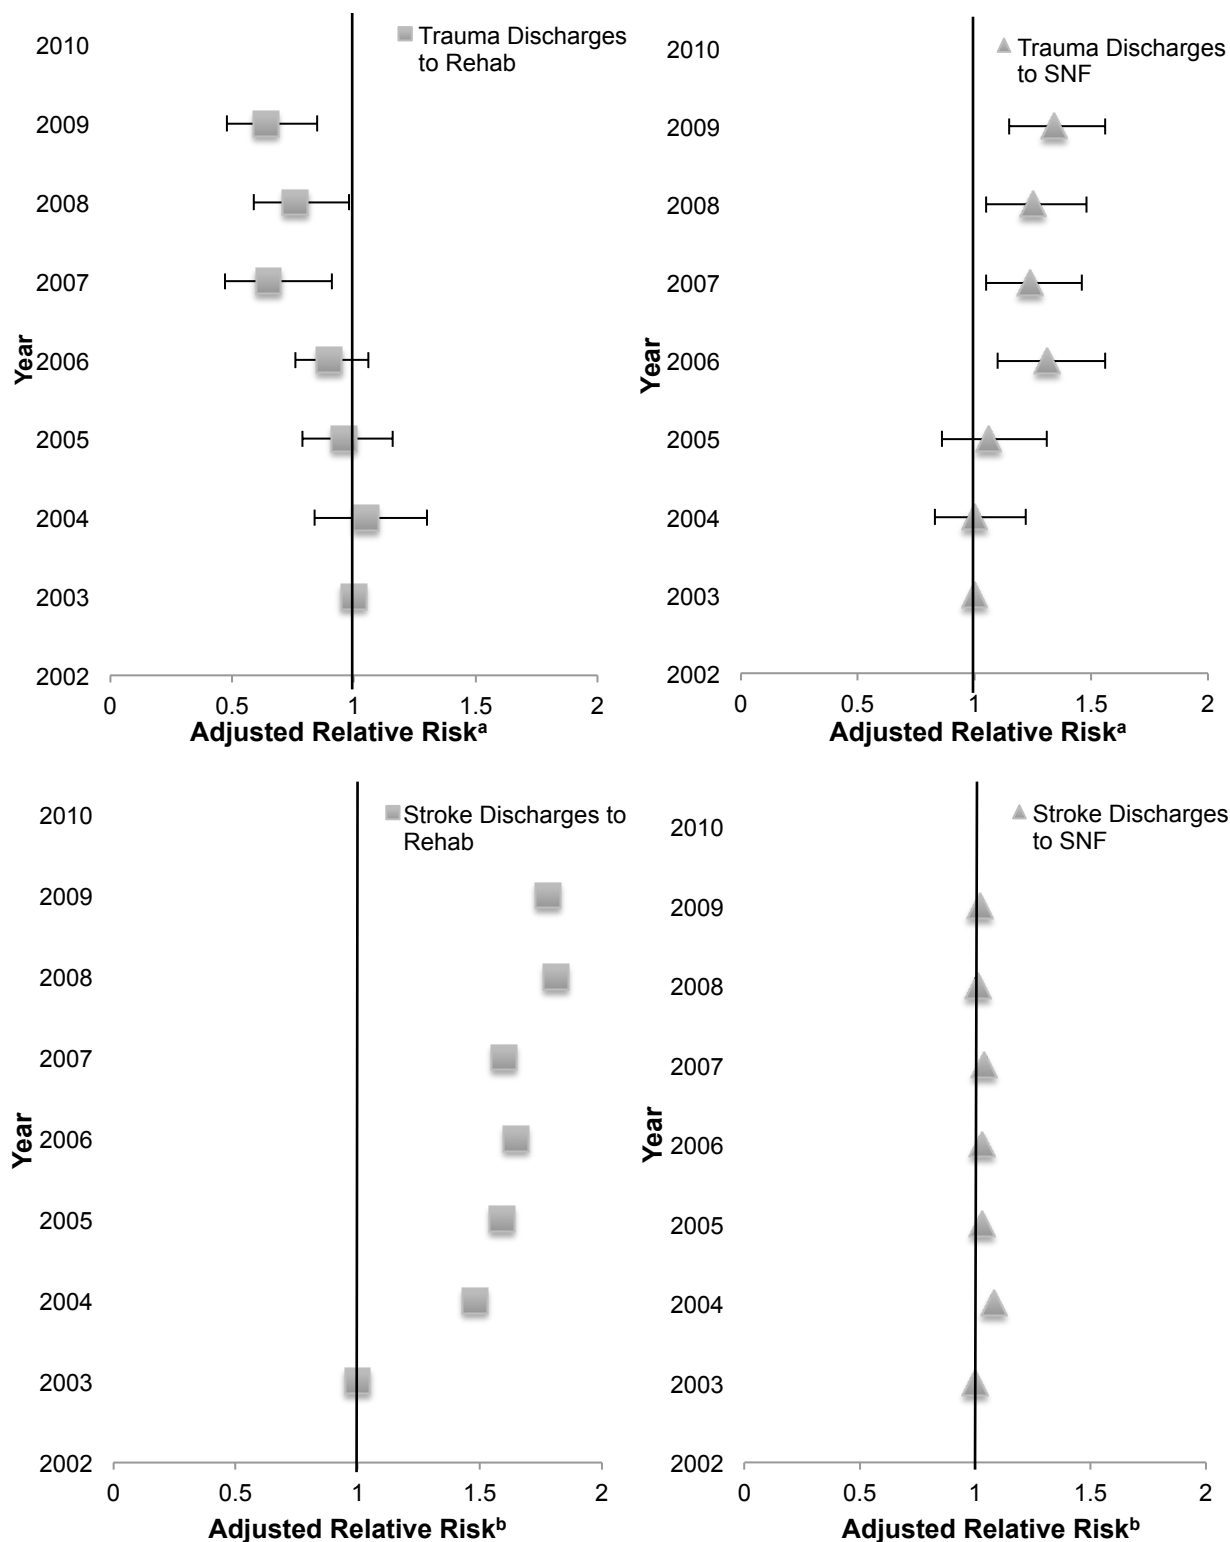 2010
2009
2008
2007
2006
2005
2004
2003
2002
Year
0 0.5 1 1.5 2
Adjusted Relative Riskᵃ
Trauma Discharges
to Rehab
2010
2009
2008
2007
2006
2005
2004
2003
2002
Year
0 0.5 1 1.5 2
Adjusted Relative Riskᵃ
Trauma Discharges
to SNF
2010
2009
2008
2007
2006
2005
2004
2003
2002
Year
0 0.5 1 1.5 2
Adjusted Relative Riskᵇ
Stroke Discharges to
Rehab
2010
2009
2008
2007
2006
2005
2004
2003
2002
Year
0 0.5 1 1.5 2
Adjusted Relative Riskᵇ
Stroke Discharges
to SNF